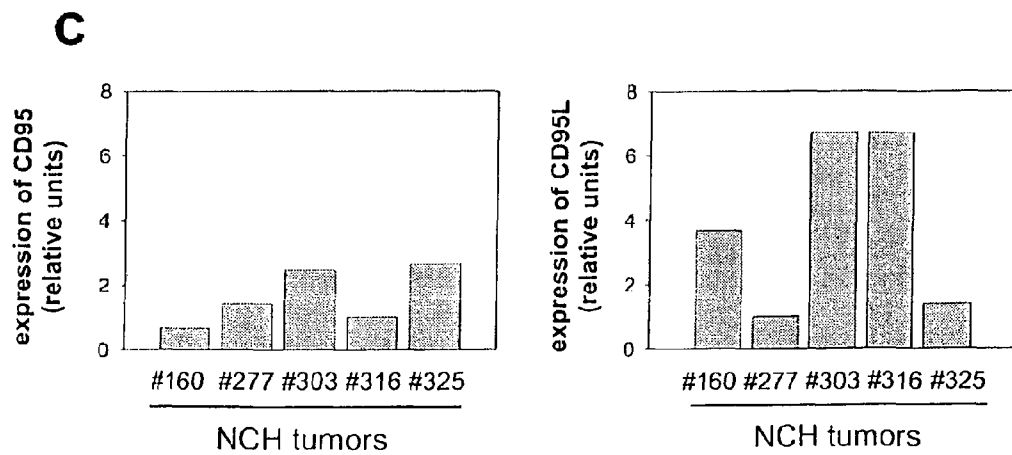 C
expression of CD95
(relative units)
8
6
4
2
0
#160 #277 #303 #316 #325
NCH tumors
expression of CD95L
(relative units)
8
6
4
2
0
#160 #277 #303 #316 #325
NCH tumors